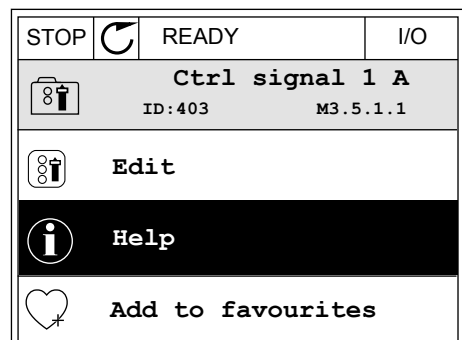 STOP READY I/O
Ctrl signal 1 A
ID:403 M3.5.1.1
Edit
Help
Add to favourites